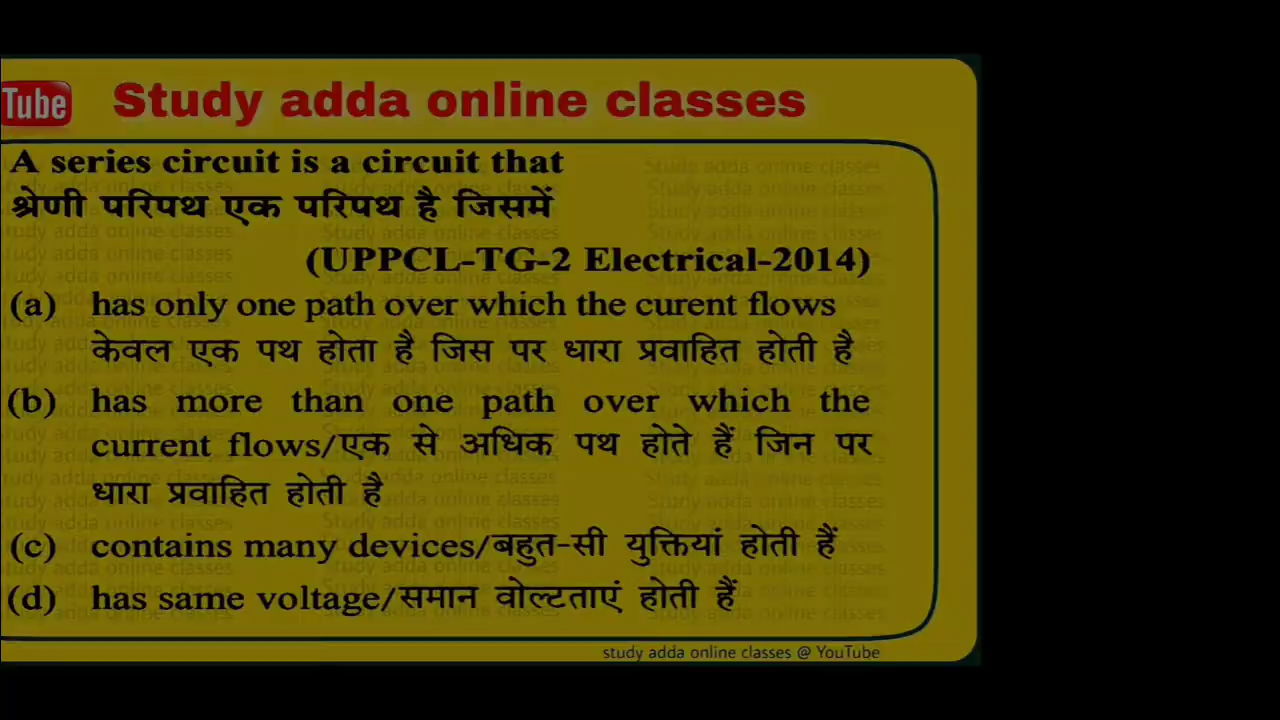 Tube
Study adda online classes
A series circuit is a circuit that
श्रेणी परिपथ एक परिपथ है जिसमें
(UPPCL-TG-2 Electrical-2014)
(a) has only one path over which the curent flows
केवल एक पथ होता है जिस पर धारा प्रवाहित होती है
(b) has more than one path over which the
current flows/एक से अधिक पथ होते हैं जिन पर
धारा प्रवाहित होती है
(c) contains many devices/बहुत-सी युक्तियां होती हैं
(d) has same voltage/समान वोल्टताएं होती हैं
study adda online classes @ YouTube